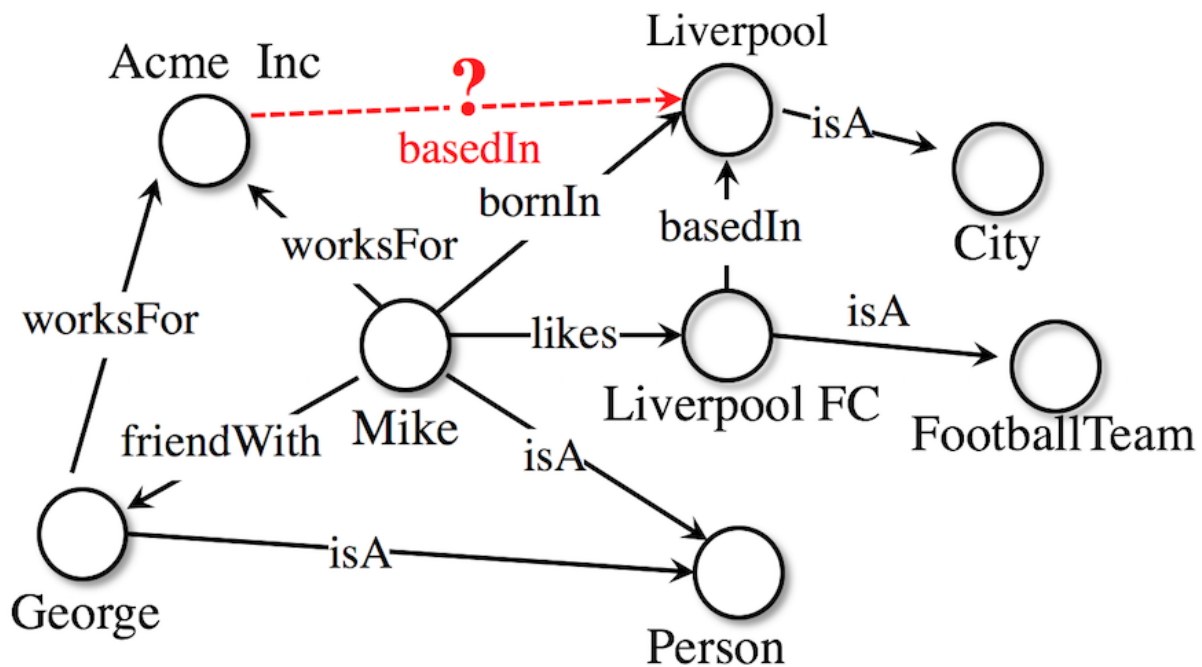 Liverpool
Acme Inc
?
isA
basedIn
bornIn
basedIn
worksFor
City
worksFor
likes
isA
Liverpool FC
Mike
friendWith
FootballTeam
isA
isA
George
Person